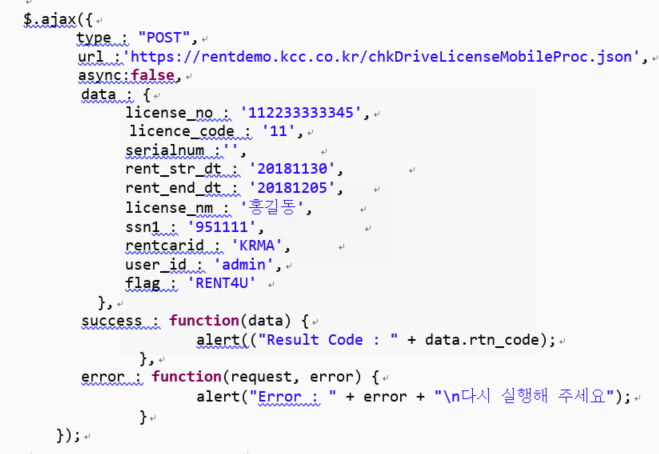 $.ajax({
type : "POST",
url :'https://rentdemo.kcc.co.kr/chkDriveLicenseMobileProc.json',
async:false,
data : {
license_no : '112233333345',
licence_code : '11',
serialnum :'',
rent_str_dt : '20181130',
rent_end_dt : '20181205',
license_nm : '홍길동',
ssn1 : '951111',
rentcarid : 'KRMA',
user_id : 'admin',
flag : 'RENT4U'
},
success : function(data) {
alert(("Result Code : " + data.rtn_code);
},
error : function(request, error) {
alert("Error : " + error + "\n다시 실행해 주세요");
}
});